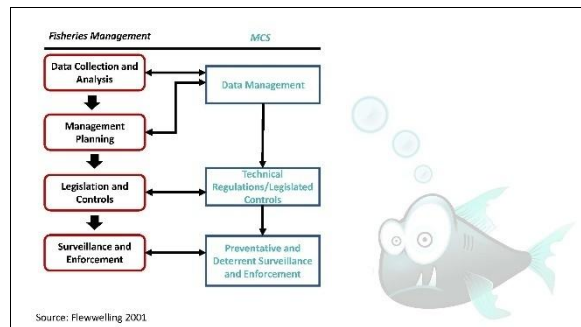 Fisheries Management
MCS
Data Collection and
Analysis
Data Management
Management
Planning
Legislation and
Controls
Technical
Regulations/Legislated
Controls
Surveillance and
Enforcement
Preventative and
Deterrent Surveillance
and Enforcement
Source: Flewwelling 2001